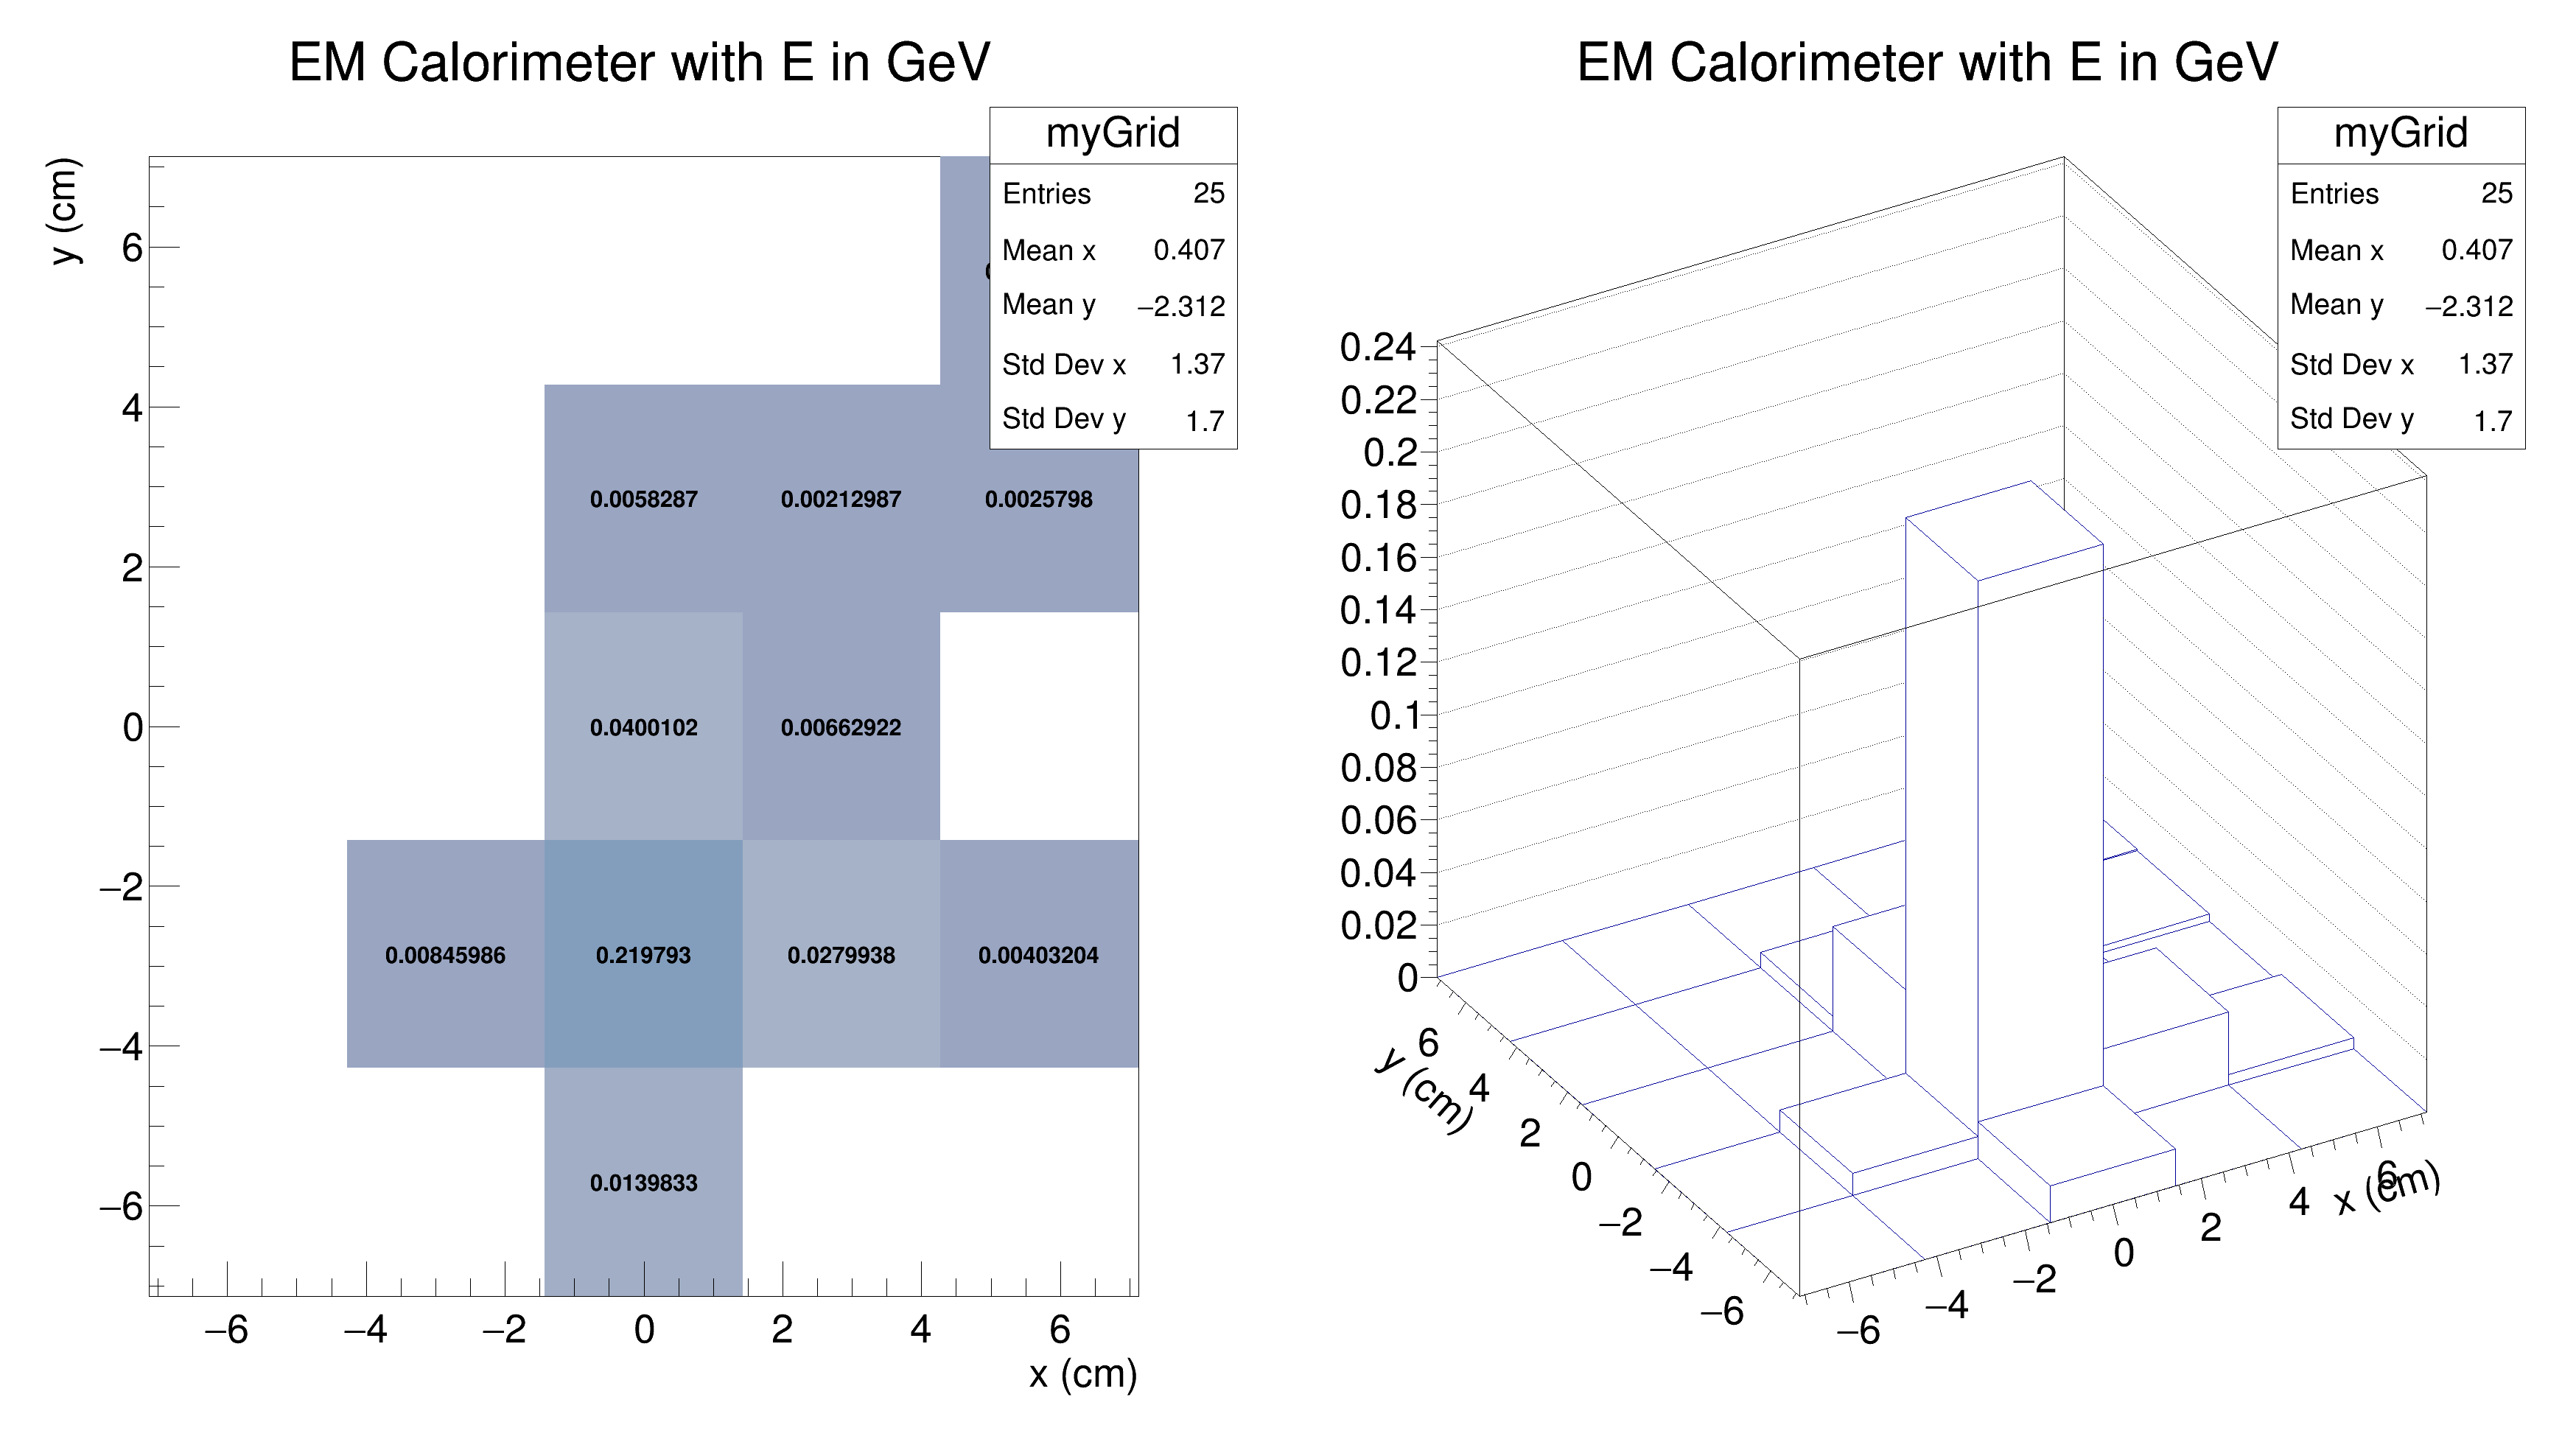 EM Calorimeter with E in GeV
myGrid
Entries 25
Mean x 0.407
Mean y −2.312
Std Dev x 1.37
Std Dev y 1.7
y (cm)
6
4
2
0
−2
−4
−6
0.0058287 0.00212987 0.0025798
0.0400102 0.00662922
0.00845986 0.219793 0.0279938 0.00403204
0.0139833
−6 −4 −2 0 2 4 6
x (cm)
EM Calorimeter with E in GeV
myGrid
Entries 25
Mean x 0.407
Mean y −2.312
Std Dev x 1.37
Std Dev y 1.7
0.24
0.22
0.2
0.18
0.16
0.14
0.12
0.1
0.08
0.06
0.04
0.02
0
6
4
2
0
−2
−4
−6
y (cm)
−6
−4
−2
0
2
4
6
x (cm)